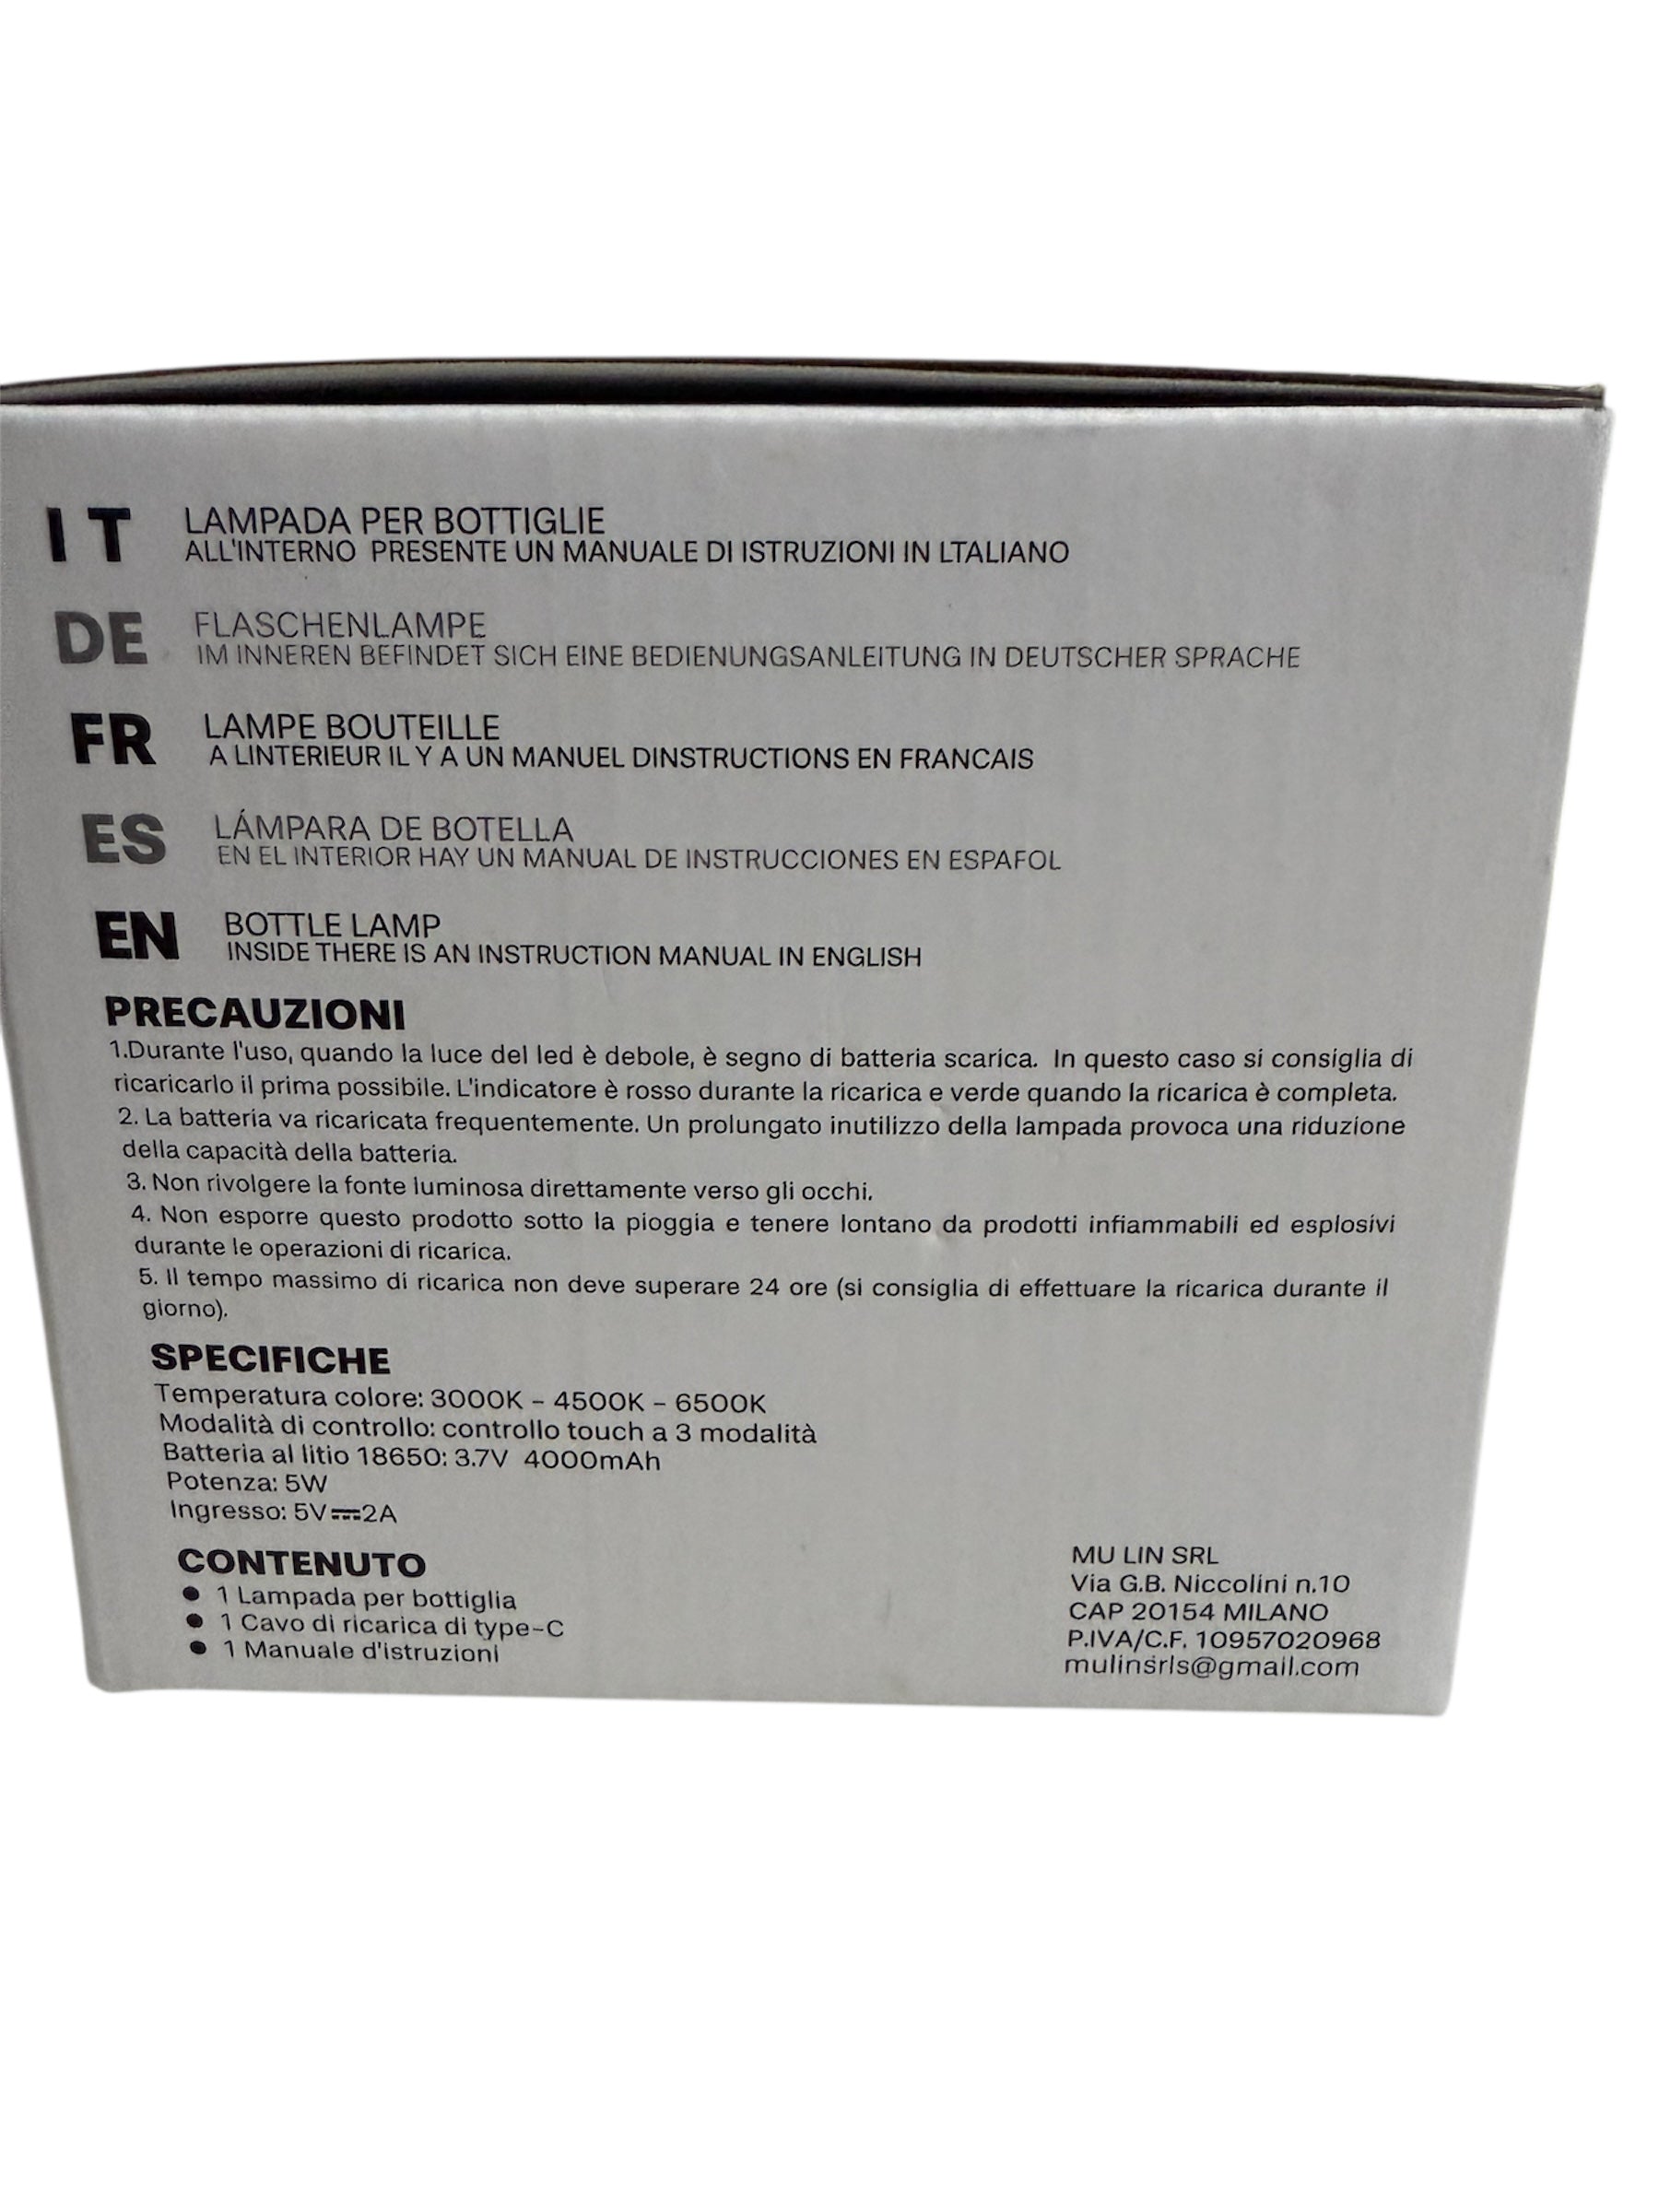 IT LAMPADA PER BOTTIGLIE
ALL'INTERNO PRESENTE UN MANUALE DI ISTRUZIONI IN LTALIANO
DE FLASCHENLAMPE
IM INNEREN BEFINDET SICH EINE BEDIENUNGSANLEITUNG IN DEUTSCHER SPRACHE
FR LAMPE BOUTEILLE
A LINTERIEUR IL Y A UN MANUEL DINSTRUCTIONS EN FRANCAIS
ES LÁMPARA DE BOTELLA
EN EL INTERIOR HAY UN MANUAL DE INSTRUCCIONES EN ESPAFOL
EN BOTTLE LAMP
INSIDE THERE IS AN INSTRUCTION MANUAL IN ENGLISH
PRECAUZIONI
1.Durante l'uso, quando la luce del led è debole, è segno di batteria scarica. In questo caso si consiglia di
ricaricarlo il prima possibile. L'indicatore è rosso durante la ricarica e verde quando la ricarica è completa.
2. La batteria va ricaricata frequentemente. Un prolungato inutilizzo della lampada provoca una riduzione
della capacità della batteria.
3. Non rivolgere la fonte luminosa direttamente verso gli occhi.
4. Non esporre questo prodotto sotto la pioggia e tenere lontano da prodotti infiammabili ed esplosivi
durante le operazioni di ricarica.
5. Il tempo massimo di ricarica non deve superare 24 ore (si consiglia di effettuare la ricarica durante il
giorno).
SPECIFICHE
Temperatura colore: 3000K - 4500K - 6500K
Modalità di controllo: controllo touch a 3 modalità
Batteria al litio 18650: 3.7V 4000mAh
Potenza: 5W
Ingresso: 5V⎓2A
CONTENUTO
● 1 Lampada per bottiglia
● 1 Cavo di ricarica di type-C
● 1 Manuale d'istruzioni
MU LIN SRL
Via G.B. Niccolini n.10
CAP 20154 MILANO
P.IVA/C.F. 10957020968
mulinsrls@gmail.com